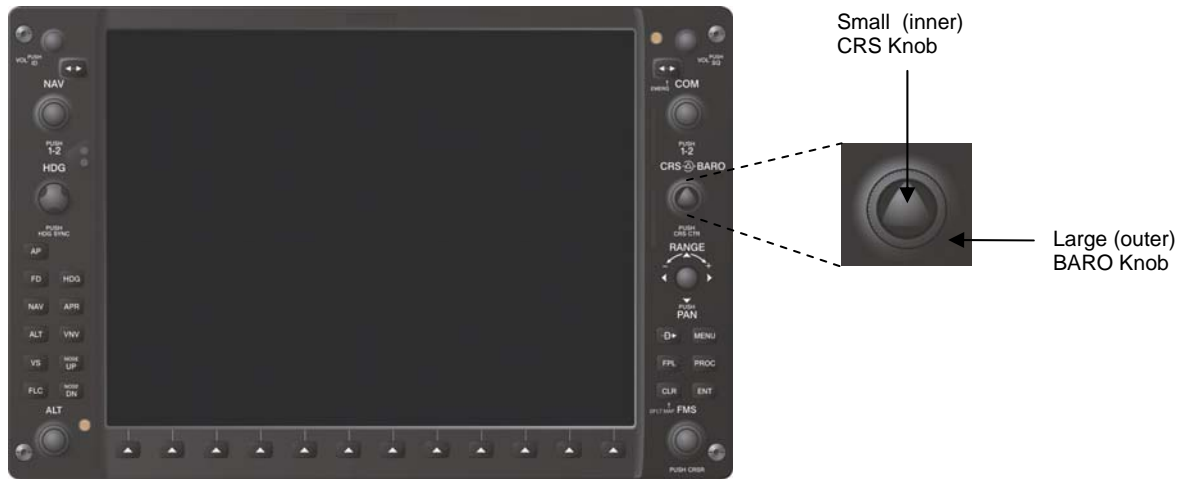 Small (inner)
CRS Knob
Large (outer)
BARO Knob
VOL PUSH ID
NAV
PUSH
1-2
HDG
PUSH
HDG SYNC
AP
FD HDG
NAV APR
ALT VNV
VS NOSE UP
FLC NOSE DN
ALT
VOL PUSH SQ
EMERG
COM
PUSH
1-2
CRS BARO
PUSH
CRS CTR
RANGE
- +
PUSH
PAN
D MENU
FPL PROC
CLR ENT
DFLT MAP FMS
PUSH CRSR